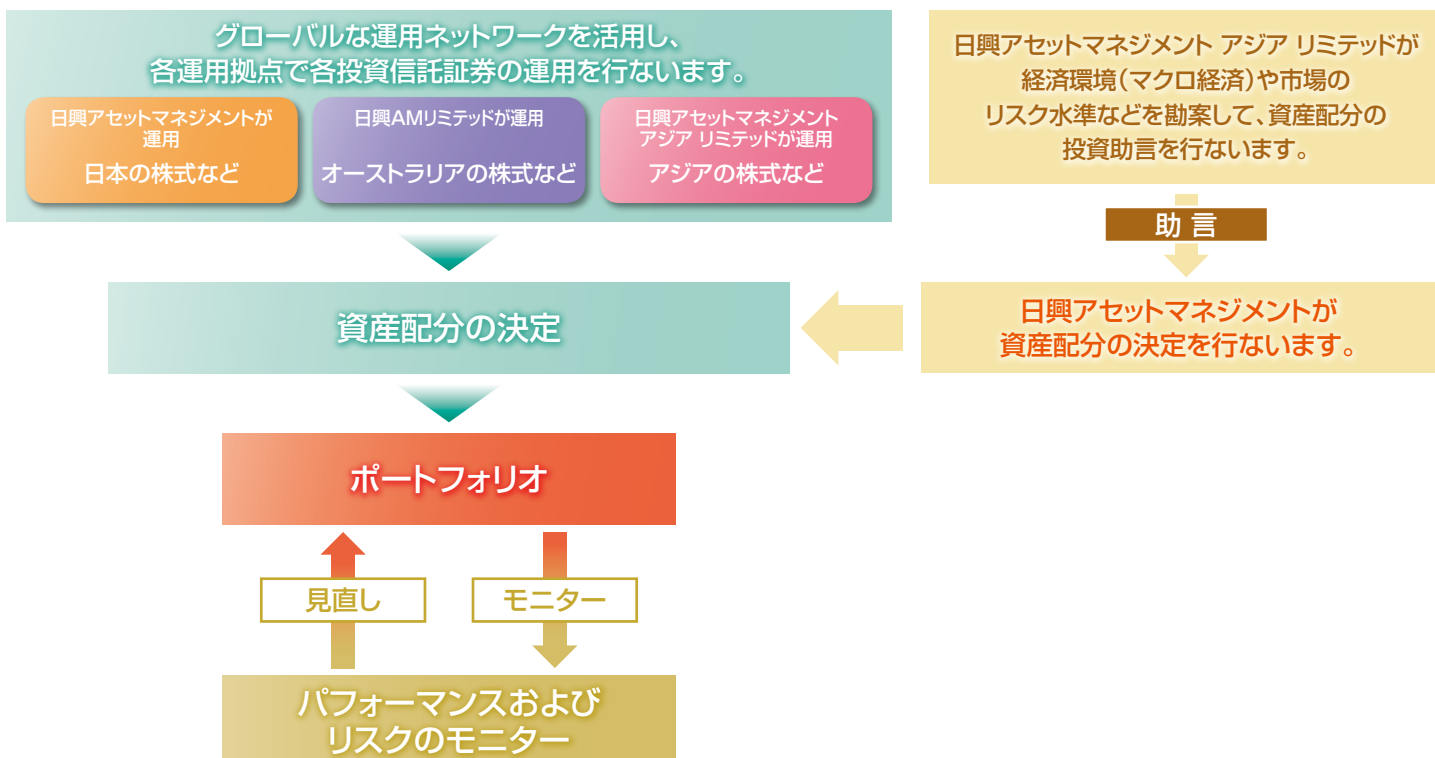 グローバルな運用ネットワークを活用し、
各運用拠点で各投資信託証券の運用を行ないます。
日興アセットマネジメントが
運用
日本の株式など
日興AMリミテッドが運用
オーストラリアの株式など
日興アセットマネジメント
アジア リミテッドが運用
アジアの株式など
日興アセットマネジメント アジア リミテッドが
経済環境(マクロ経済)や市場の
リスク水準などを勘案して、資産配分の
投資助言を行ないます。
助言
資産配分の決定
日興アセットマネジメントが
資産配分の決定を行ないます。
ポートフォリオ
見直し
モニター
パフォーマンスおよび
リスクのモニター